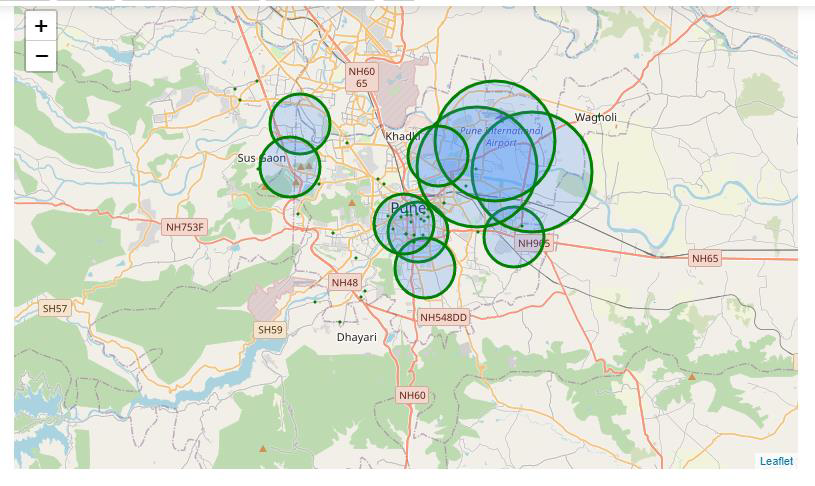 +
−
NH60
65
Khadki
Wagholi
Pune International
Airport
Sus Gaon
Pune
NH753F
NH965
NH65
NH48
SH57
SH59
NH548DD
Dhayari
NH60
Leaflet